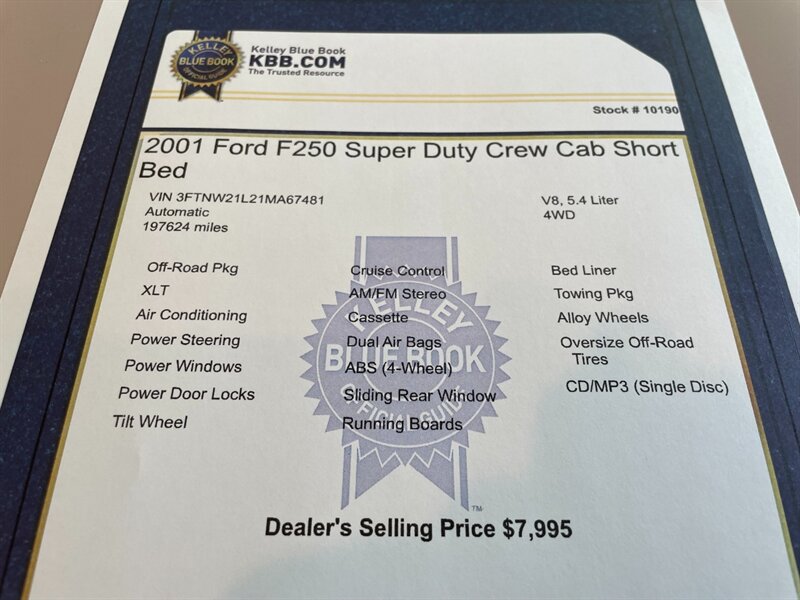 KELLEY
BLUE BOOK
OFFICIAL GUIDE
Kelley Blue Book
KBB.COM
The Trusted Resource
Stock # 10190
2001 Ford F250 Super Duty Crew Cab Short
Bed
VIN 3FTNW21L21MA67481
Automatic
197624 miles
V8, 5.4 Liter
4WD
Off-Road Pkg
XLT
Air Conditioning
Power Steering
Power Windows
Power Door Locks
Tilt Wheel
Cruise Control
AM/FM Stereo
Cassette
Dual Air Bags
ABS (4-Wheel)
Sliding Rear Window
Running Boards
Bed Liner
Towing Pkg
Alloy Wheels
Oversize Off-Road
Tires
CD/MP3 (Single Disc)
KELLEY
BLUE BOOK
OFFICIAL GUIDE
TM
Dealer's Selling Price $7,995